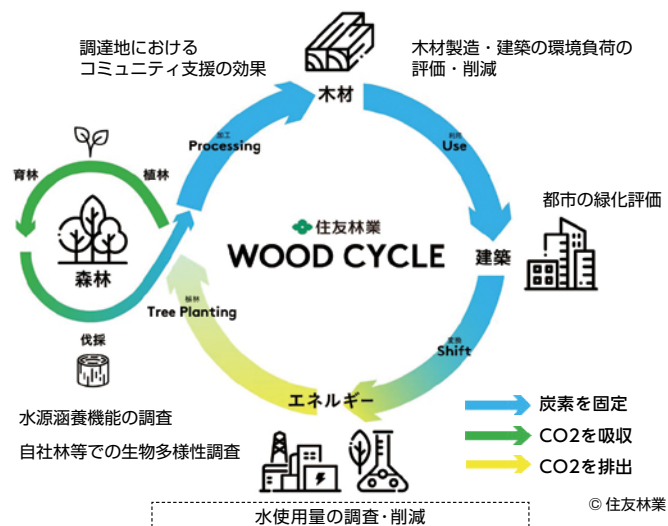 調達地における
コミュニティ支援の効果
木材製造・建築の環境負荷の
評価・削減
木材
加工
Processing
利用
Use
育林
植林
森林
伐採
住友林業
WOOD CYCLE
都市の緑化評価
建築
植林
Tree Planting
変換
Shift
エネルギー
水源涵養機能の調査
自社林等での生物多様性調査
炭素を固定
CO2を吸収
CO2を排出
© 住友林業
水使用量の調査・削減